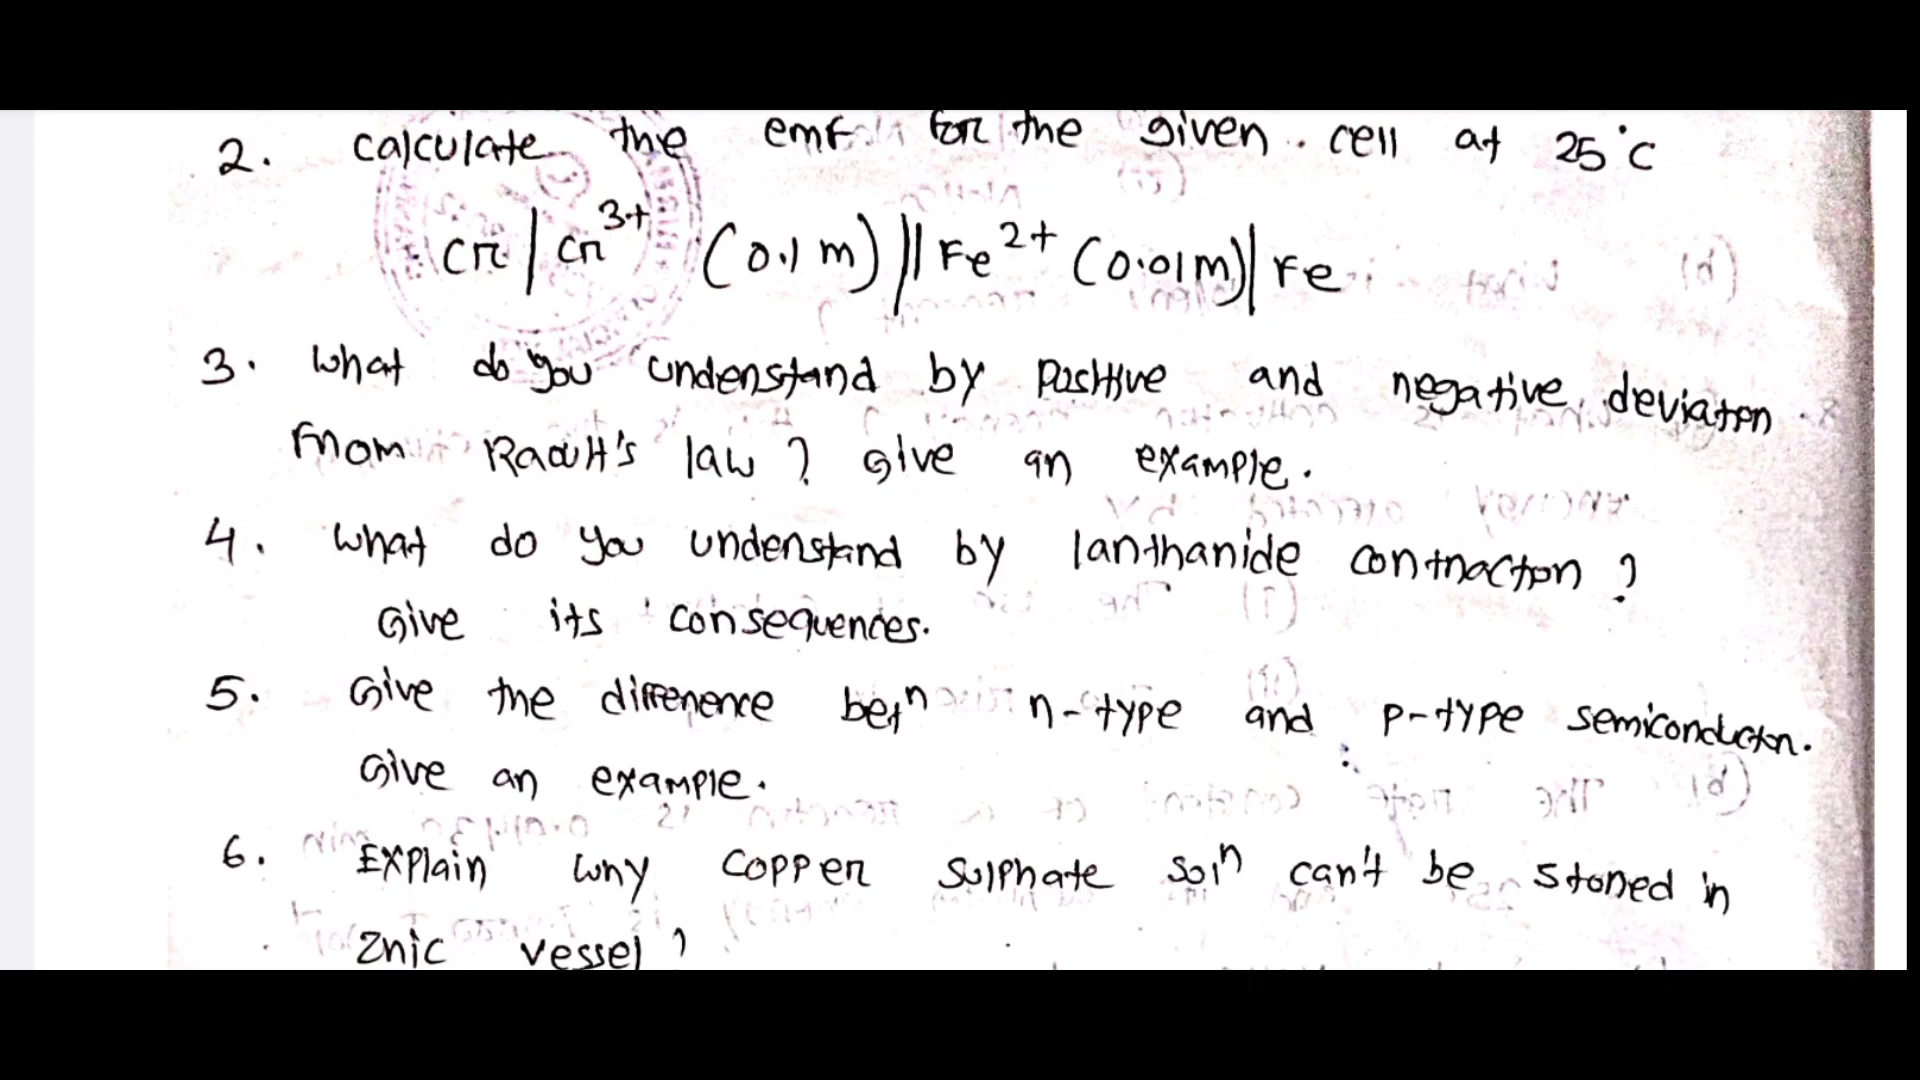 2. calculate the emf for the given. cell at 25°C
Cr | Cr³⁺ (0.1 m) || Fe²⁺ (0.01M) | Fe
3. What do you understand by positive and negative deviation
from Raoult's law ? Give an example.
4. What do you understand by lanthanide contraction ?
Give its consequences.
5. Give the difference betⁿ n-type and p-type semiconductor.
Give an example.
6. Explain why copper sulphate solⁿ can't be stored in
Znic vessel ?